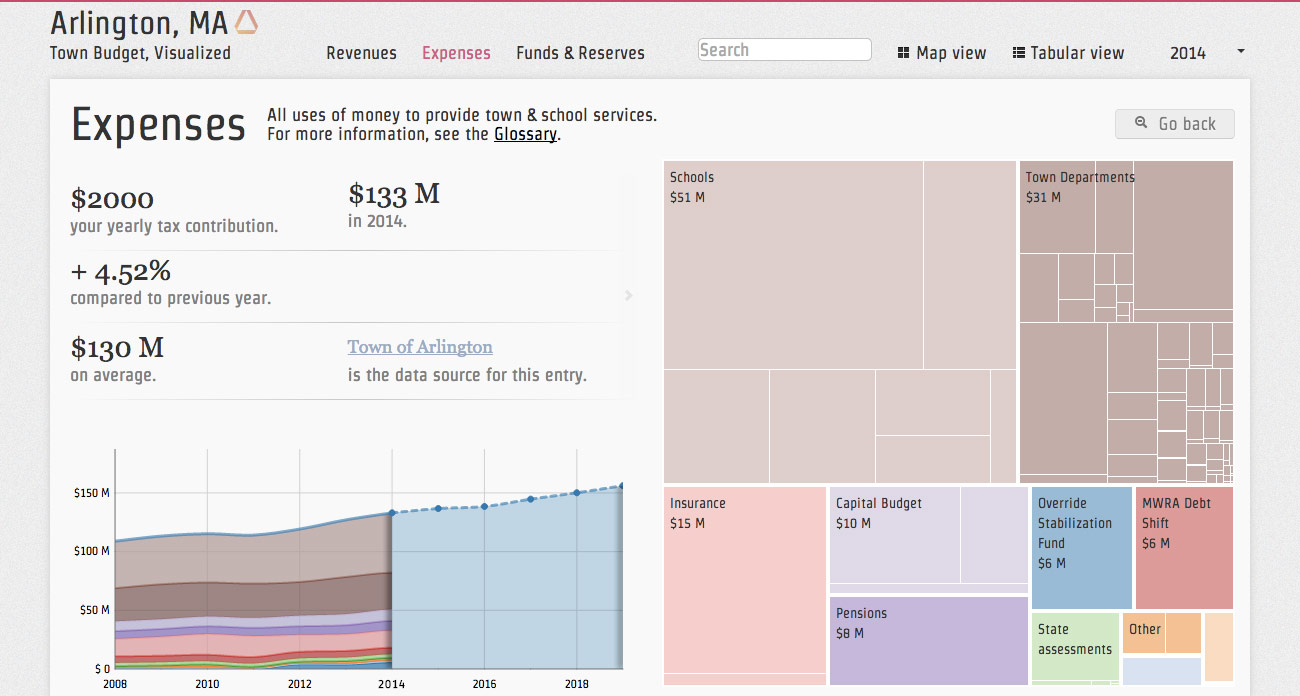 Arlington, MA
Town Budget, Visualized
Revenues
Expenses
Funds & Reserves
Search
Map view
Tabular view
2014
Expenses
All uses of money to provide town & school services.
For more information, see the Glossary.
Go back
$2000
your yearly tax contribution.
$133 M
in 2014.
+ 4.52%
compared to previous year.
$130 M
on average.
Town of Arlington
is the data source for this entry.
$150 M
$100 M
$50 M
$ 0
2008
2010
2012
2014
2016
2018
Schools
$51 M
Town Departments
$31 M
Insurance
$15 M
Capital Budget
$10 M
Pensions
$8 M
Override
Stabilization
Fund
$6 M
MWRA Debt
Shift
$6 M
State
assessments
Other